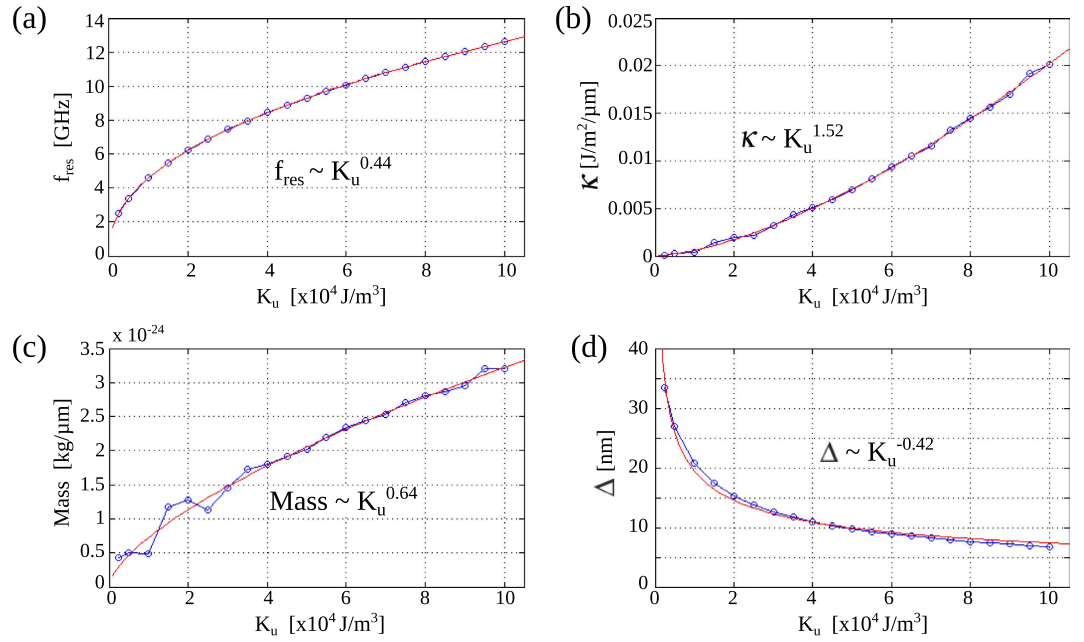 (a)
14
12
10
8
6
4
2
0
f_res [GHz]
f_res ~ K_u^0.44
0 2 4 6 8 10
K_u [x10^4 J/m^3]
(b)
0.025
0.02
0.015
0.01
0.005
0
κ [J/m^2/μm]
κ ~ K_u^1.52
0 2 4 6 8 10
K_u [x10^4 J/m^3]
(c)
x 10^-24
3.5
3
2.5
2
1.5
1
0.5
0
Mass [kg/μm]
Mass ~ K_u^0.64
0 2 4 6 8 10
K_u [x10^4 J/m^3]
(d)
40
30
20
10
0
Δ [nm]
Δ ~ K_u^-0.42
0 2 4 6 8 10
K_u [x10^4 J/m^3]